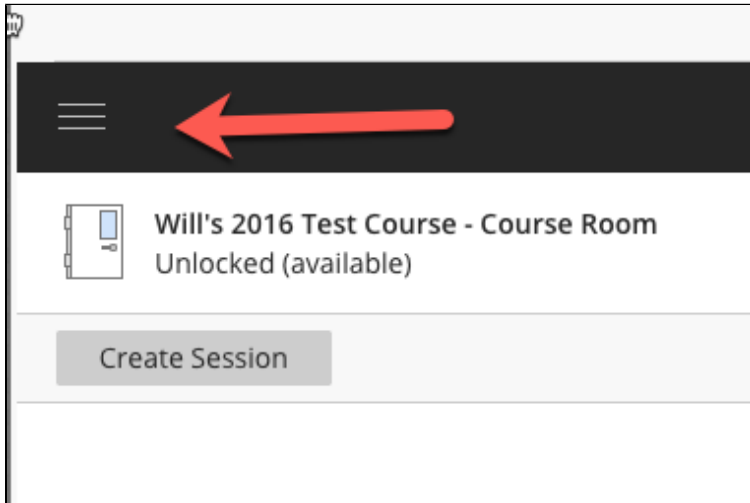 Will's 2016 Test Course - Course Room
Unlocked (available)
Create Session